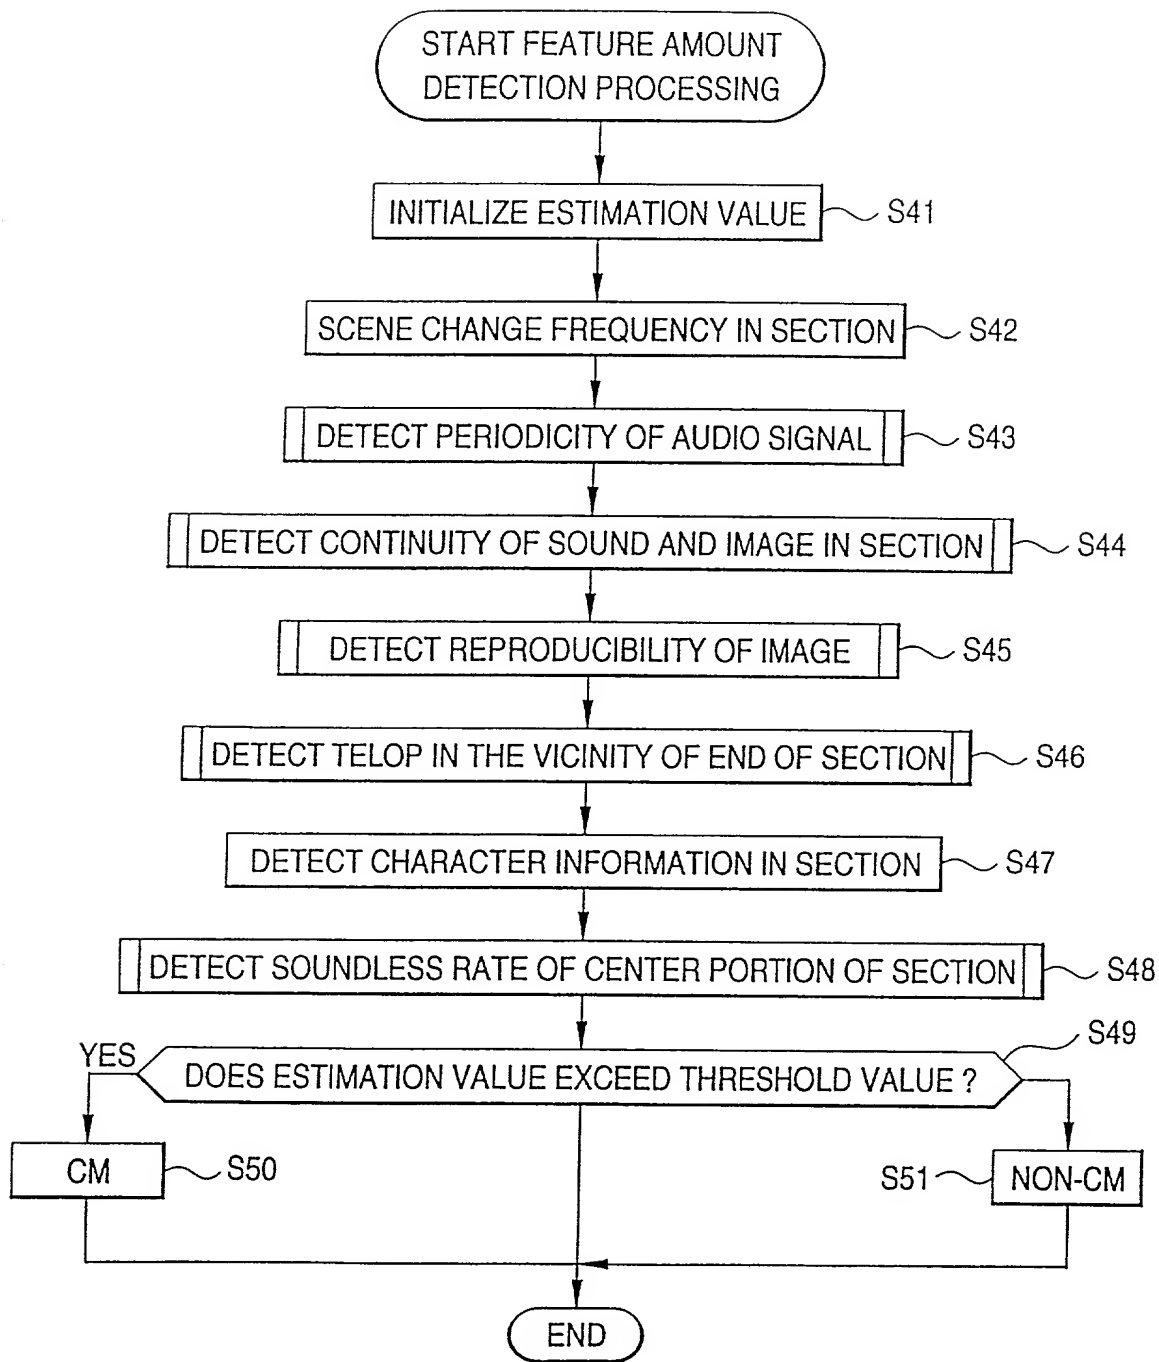 START FEATURE AMOUNT
DETECTION PROCESSING
INITIALIZE ESTIMATION VALUE
S41
SCENE CHANGE FREQUENCY IN SECTION
S42
DETECT PERIODICITY OF AUDIO SIGNAL
S43
DETECT CONTINUITY OF SOUND AND IMAGE IN SECTION
S44
DETECT REPRODUCIBILITY OF IMAGE
S45
DETECT TELOP IN THE VICINITY OF END OF SECTION
S46
DETECT CHARACTER INFORMATION IN SECTION
S47
DETECT SOUNDLESS RATE OF CENTER PORTION OF SECTION
S48
S49
YES
DOES ESTIMATION VALUE EXCEED THRESHOLD VALUE ?
CM
S50
S51
NON-CM
END